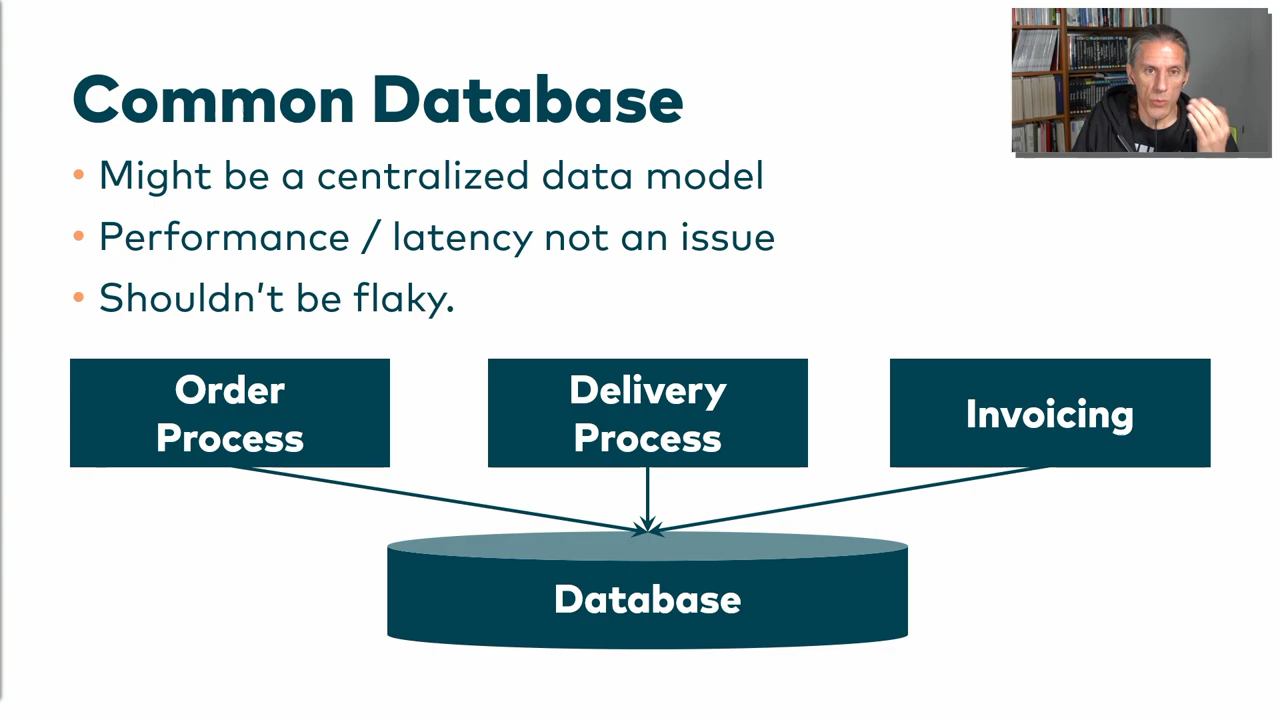 Common Database
• Might be a centralized data model
• Performance / latency not an issue
• Shouldn't be flaky.
Order
Process
Delivery
Process
Invoicing
Database